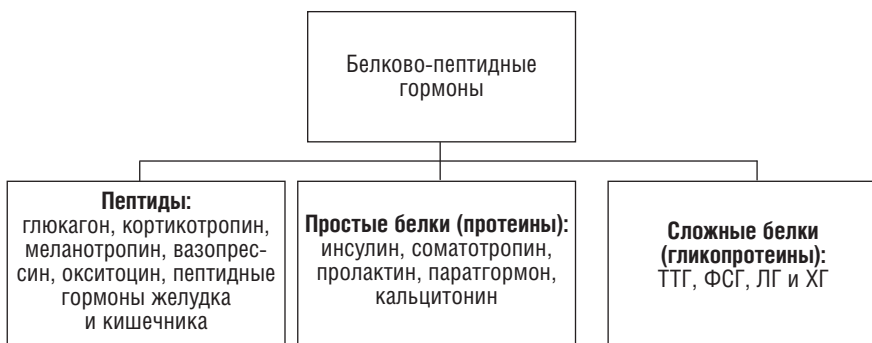 Белково-пептидные
гормоны
Пептиды:
глюкагон, кортикотропин,
меланотропин, вазопрес-
син, окситоцин, пептидные
гормоны желудка
и кишечника
Простые белки (протеины):
инсулин, соматотропин,
пролактин, паратгормон,
кальцитонин
Сложные белки
(гликопротеины):
ТТГ, ФСГ, ЛГ и ХГ